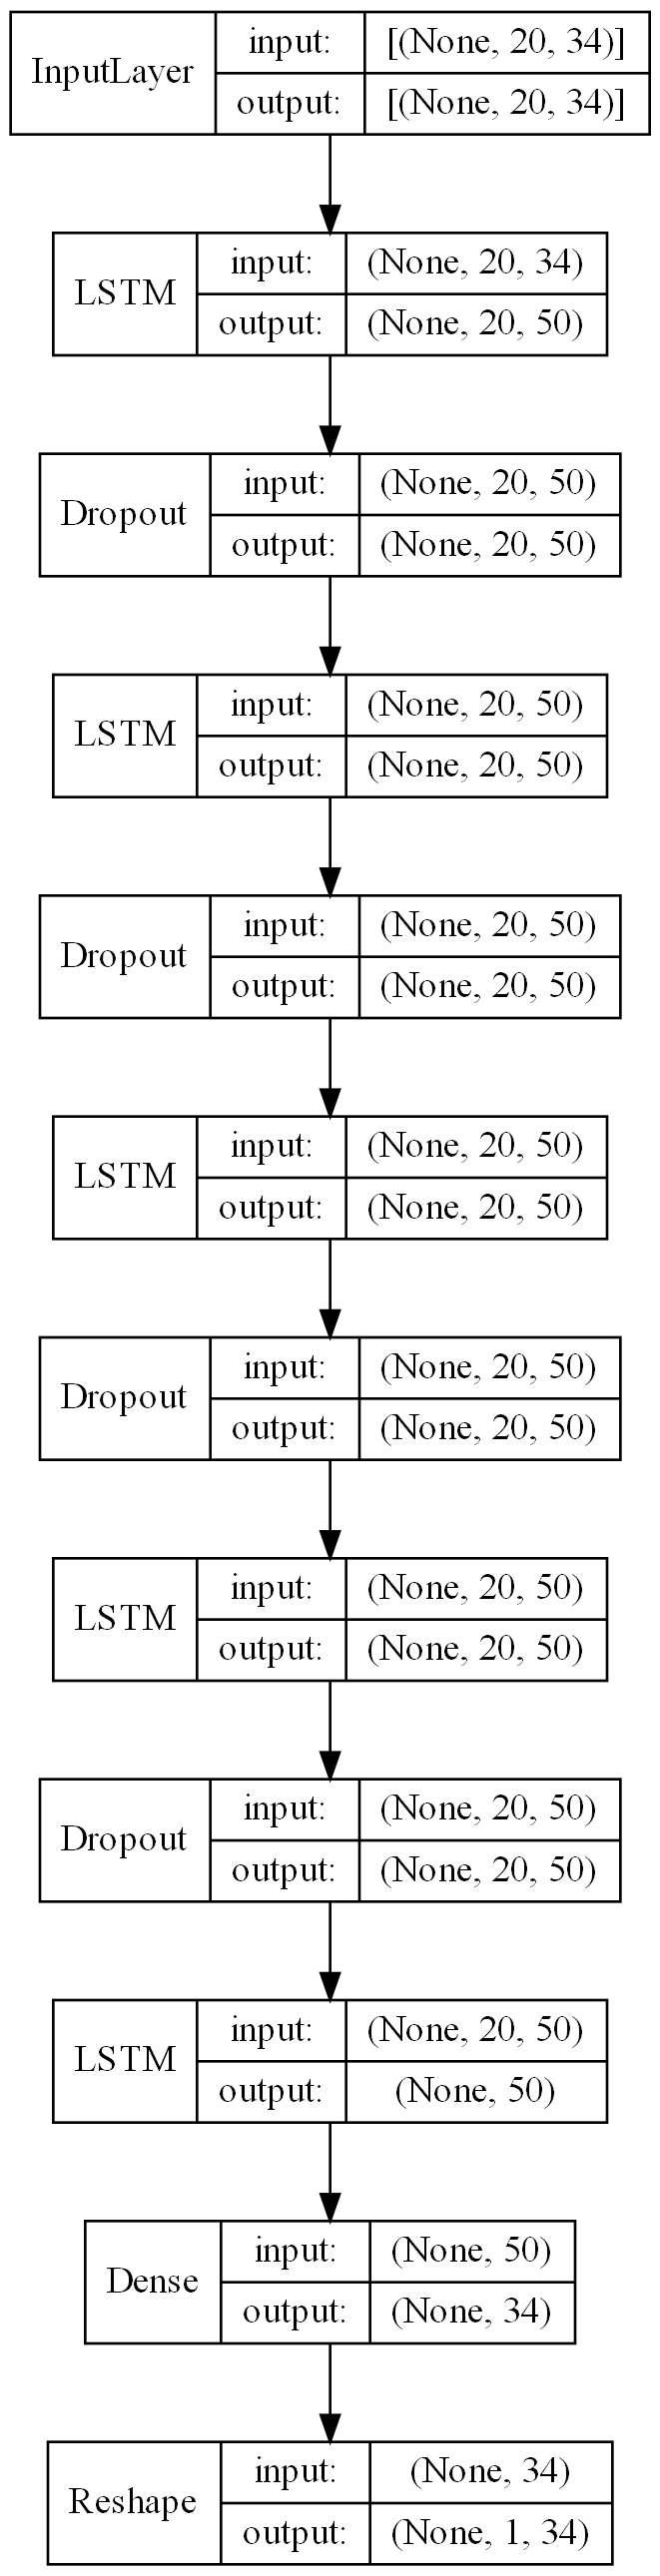 InputLayer
input: [(None, 20, 34)]
output: [(None, 20, 34)]
LSTM
input: (None, 20, 34)
output: (None, 20, 50)
Dropout
input: (None, 20, 50)
output: (None, 20, 50)
LSTM
input: (None, 20, 50)
output: (None, 20, 50)
Dropout
input: (None, 20, 50)
output: (None, 20, 50)
LSTM
input: (None, 20, 50)
output: (None, 20, 50)
Dropout
input: (None, 20, 50)
output: (None, 20, 50)
LSTM
input: (None, 20, 50)
output: (None, 20, 50)
Dropout
input: (None, 20, 50)
output: (None, 20, 50)
LSTM
input: (None, 20, 50)
output: (None, 50)
Dense
input: (None, 50)
output: (None, 34)
Reshape
input: (None, 34)
output: (None, 1, 34)